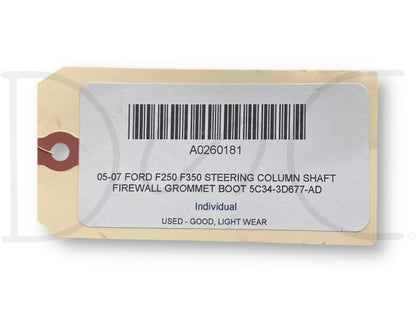 A0260181
05-07 FORD F250 F350 STEERING COLUMN SHAFT
FIREWALL GROMMET BOOT 5C34-3D677-AD
Individual
USED - GOOD, LIGHT WEAR